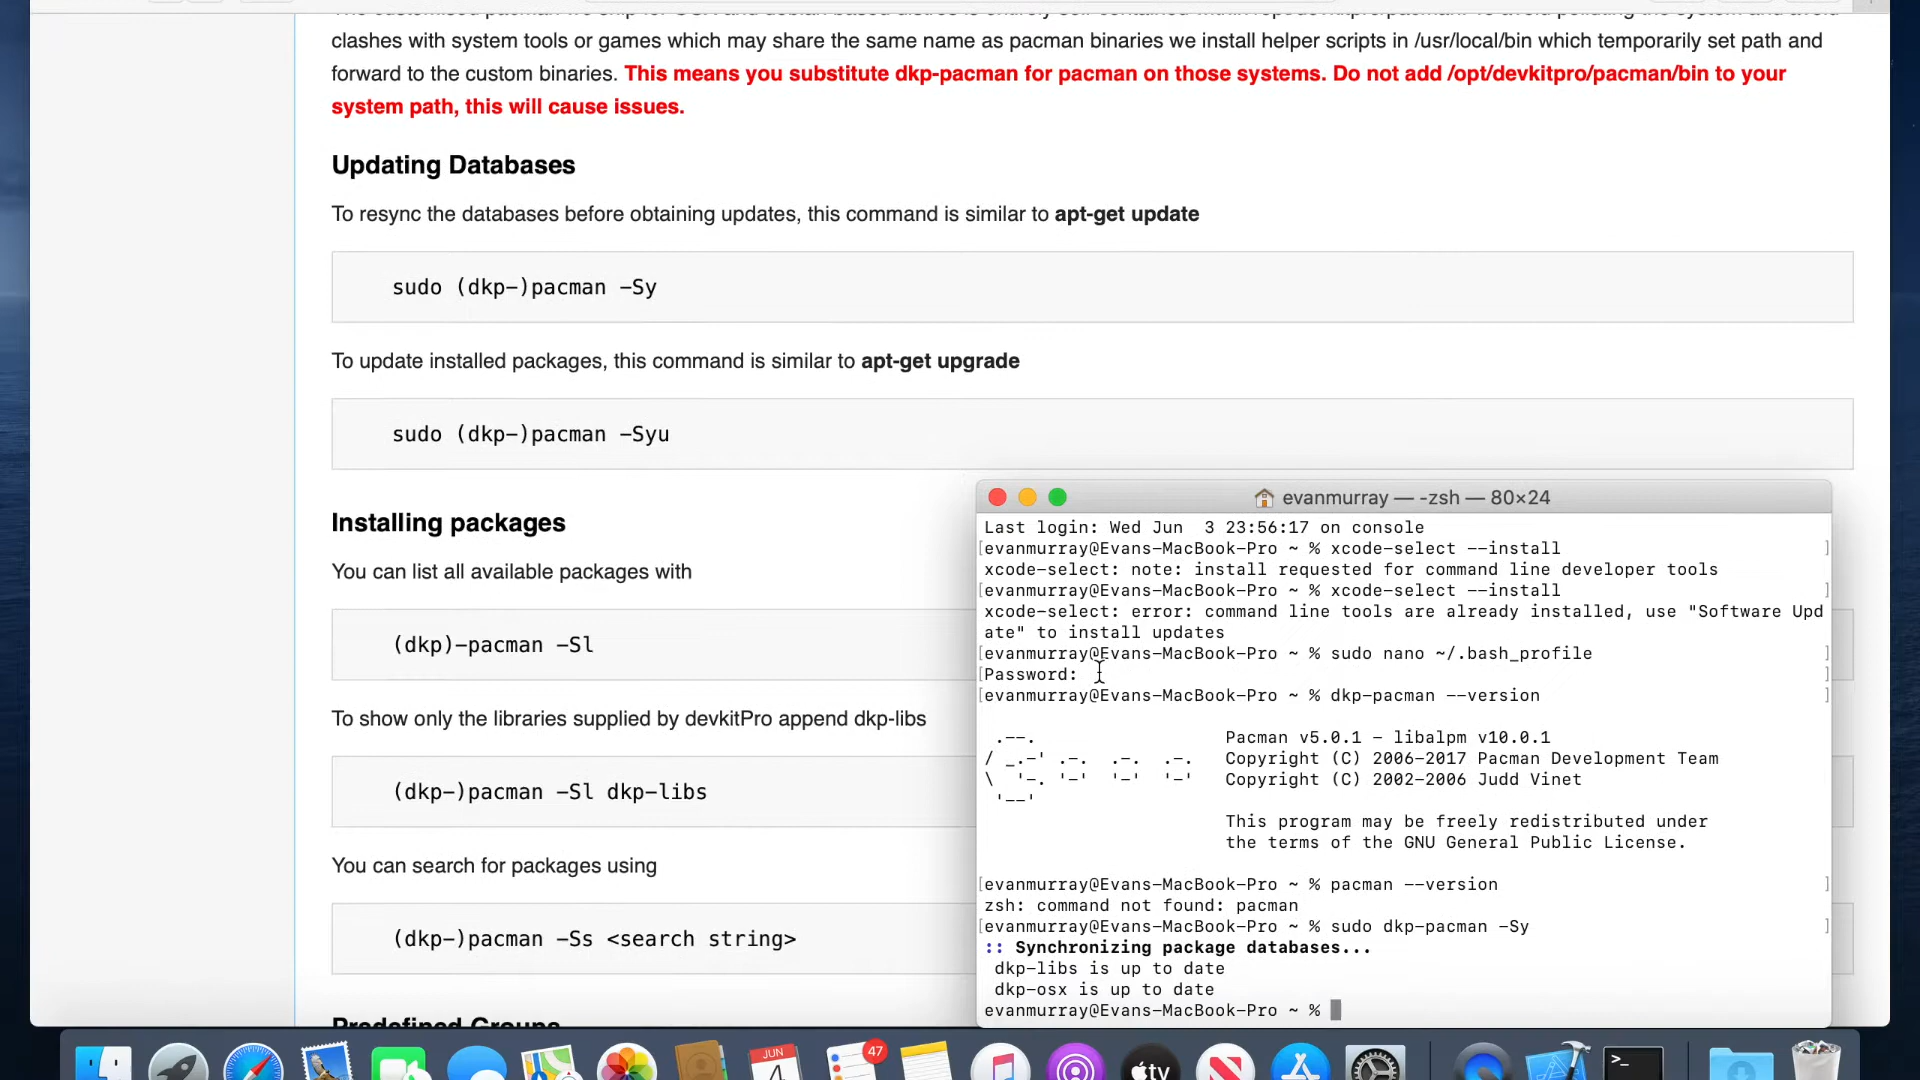 clashes with system tools or games which may share the same name as pacman binaries we install helper scripts in /usr/local/bin which temporarily set path and
forward to the custom binaries. This means you substitute dkp-pacman for pacman on those systems. Do not add /opt/devkitpro/pacman/bin to your
system path, this will cause issues.
Updating Databases
To resync the databases before obtaining updates, this command is similar to apt-get update
sudo (dkp-)pacman -Sy
To update installed packages, this command is similar to apt-get upgrade
sudo (dkp-)pacman -Syu
Installing packages
You can list all available packages with
(dkp)-pacman -Sl
To show only the libraries supplied by devkitPro append dkp-libs
(dkp-)pacman -Sl dkp-libs
You can search for packages using
(dkp-)pacman -Ss <search string>
Predefined Groups
evanmurray — -zsh — 80×24
Last login: Wed Jun  3 23:56:17 on console
[evanmurray@Evans-MacBook-Pro ~ % xcode-select --install ]
xcode-select: note: install requested for command line developer tools
[evanmurray@Evans-MacBook-Pro ~ % xcode-select --install ]
xcode-select: error: command line tools are already installed, use "Software Upd
ate" to install updates
[evanmurray@Evans-MacBook-Pro ~ % sudo nano ~/.bash_profile ]
[Password: ]
[evanmurray@Evans-MacBook-Pro ~ % dkp-pacman --version ]
 .--.                  Pacman v5.0.1 - libalpm v10.0.1
/ _.-' .-.  .-.  .-.   Copyright (C) 2006-2017 Pacman Development Team
\  '-. '-'  '-'  '-'   Copyright (C) 2002-2006 Judd Vinet
 '--'
This program may be freely redistributed under
the terms of the GNU General Public License.
[evanmurray@Evans-MacBook-Pro ~ % pacman --version ]
zsh: command not found: pacman
[evanmurray@Evans-MacBook-Pro ~ % sudo dkp-pacman -Sy ]
:: Synchronizing package databases...
dkp-libs is up to date
dkp-osx is up to date
evanmurray@Evans-MacBook-Pro ~ %
JUN
4
47
tv
>_